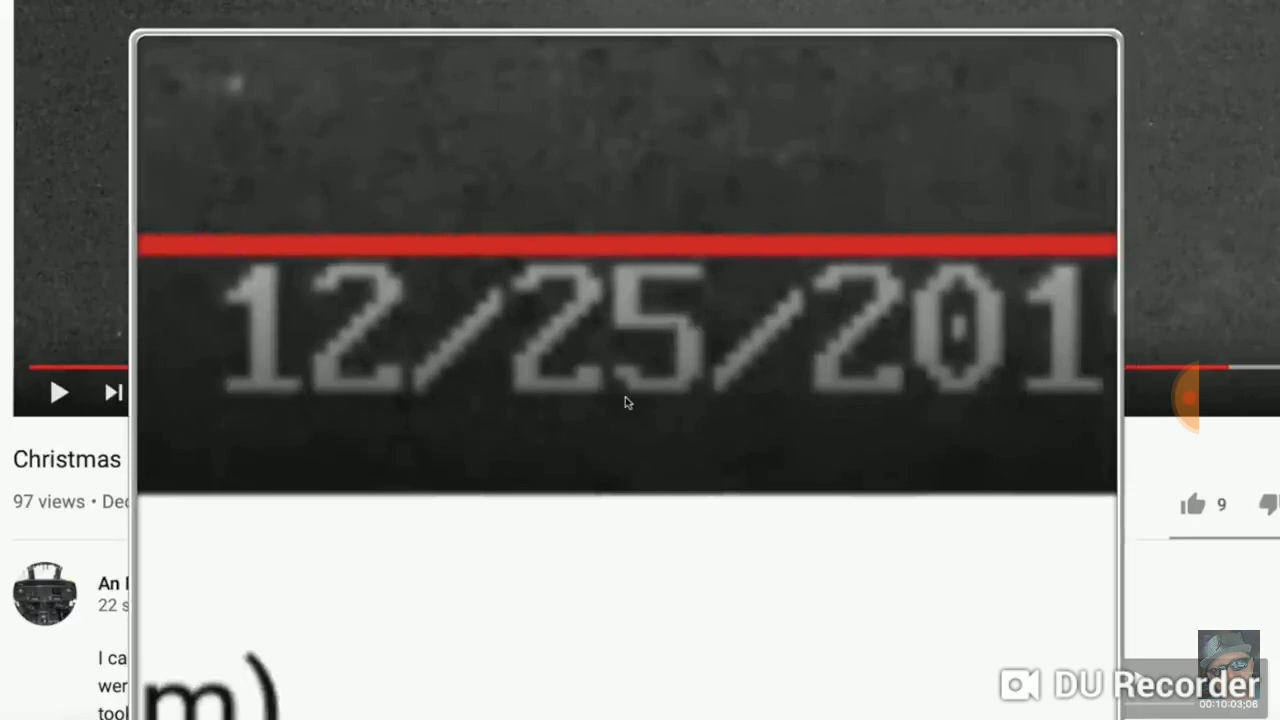 12/25/201
Christmas
97 views • Dec
9
An
22 s
I ca
wer
tool
m)
DU Recorder
00:10:03;06